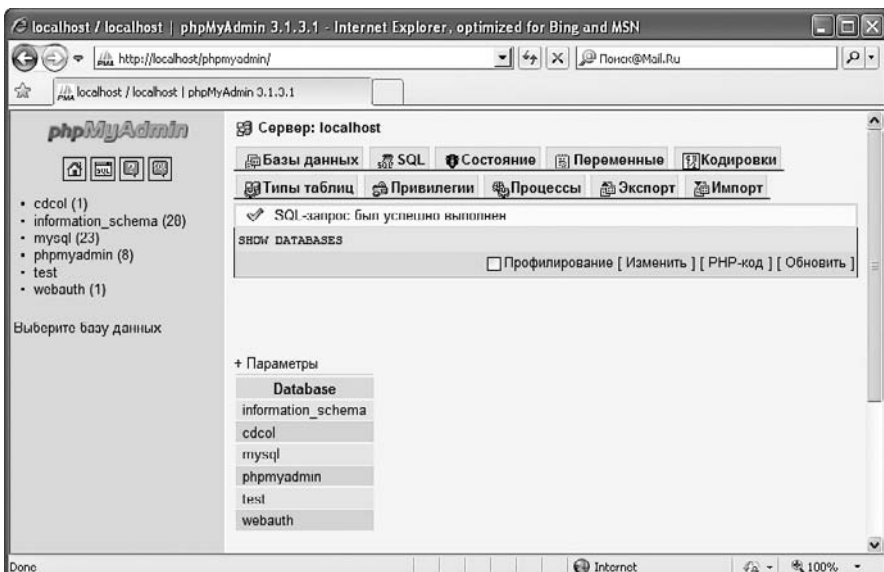 localhost / localhost | phpMyAdmin 3.1.3.1 - Internet Explorer, optimized for Bing and MSN
http://localhost/phpmyadmin/
Поиск@Mail.Ru
localhost / localhost | phpMyAdmin 3.1.3.1
phpMyAdmin
SQL
cdcol (1)
information_schema (28)
mysql (23)
phpmyadmin (8)
test
webauth (1)
Выберите базу данных
Сервер: localhost
Базы данных SQL Состояние Переменные Кодировки
Типы таблиц Привилегии Процессы Экспорт Импорт
SQL-запрос был успешно выполнен
SHOW DATABASES
Профилирование [ Изменить ] [ PHP-код ] [ Обновить ]
+ Параметры
Database
information_schema
cdcol
mysql
phpmyadmin
test
webauth
Done Internet 100%